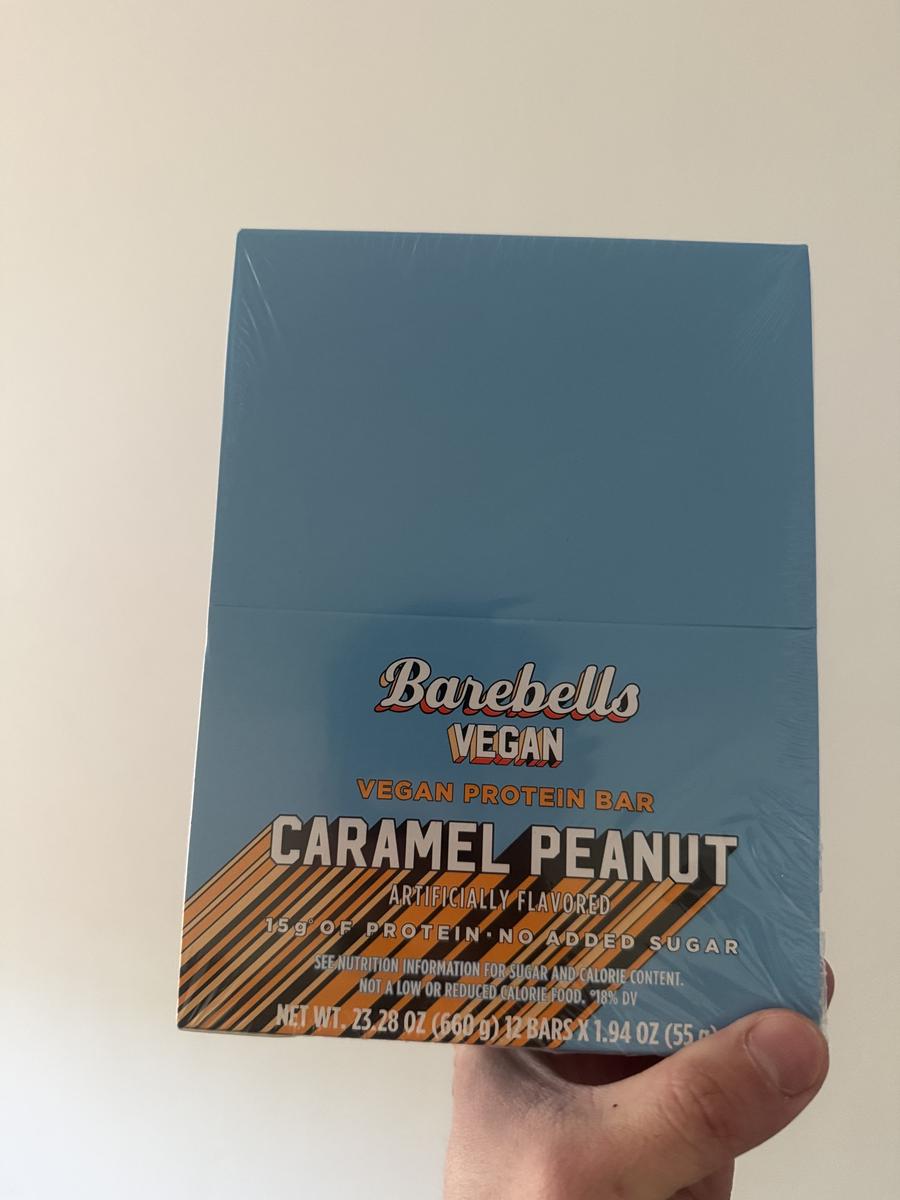 Barebells
VEGAN
VEGAN PROTEIN BAR
CARAMEL PEANUT
ARTIFICIALLY FLAVORED
15g° OF PROTEIN·NO ADDED SUGAR
SEE NUTRITION INFORMATION FOR SUGAR AND CALORIE CONTENT.
NOT A LOW OR REDUCED CALORIE FOOD. °18% DV
NET WT. 23.28 OZ (660 g) 12 BARS X 1.94 OZ (55 g)